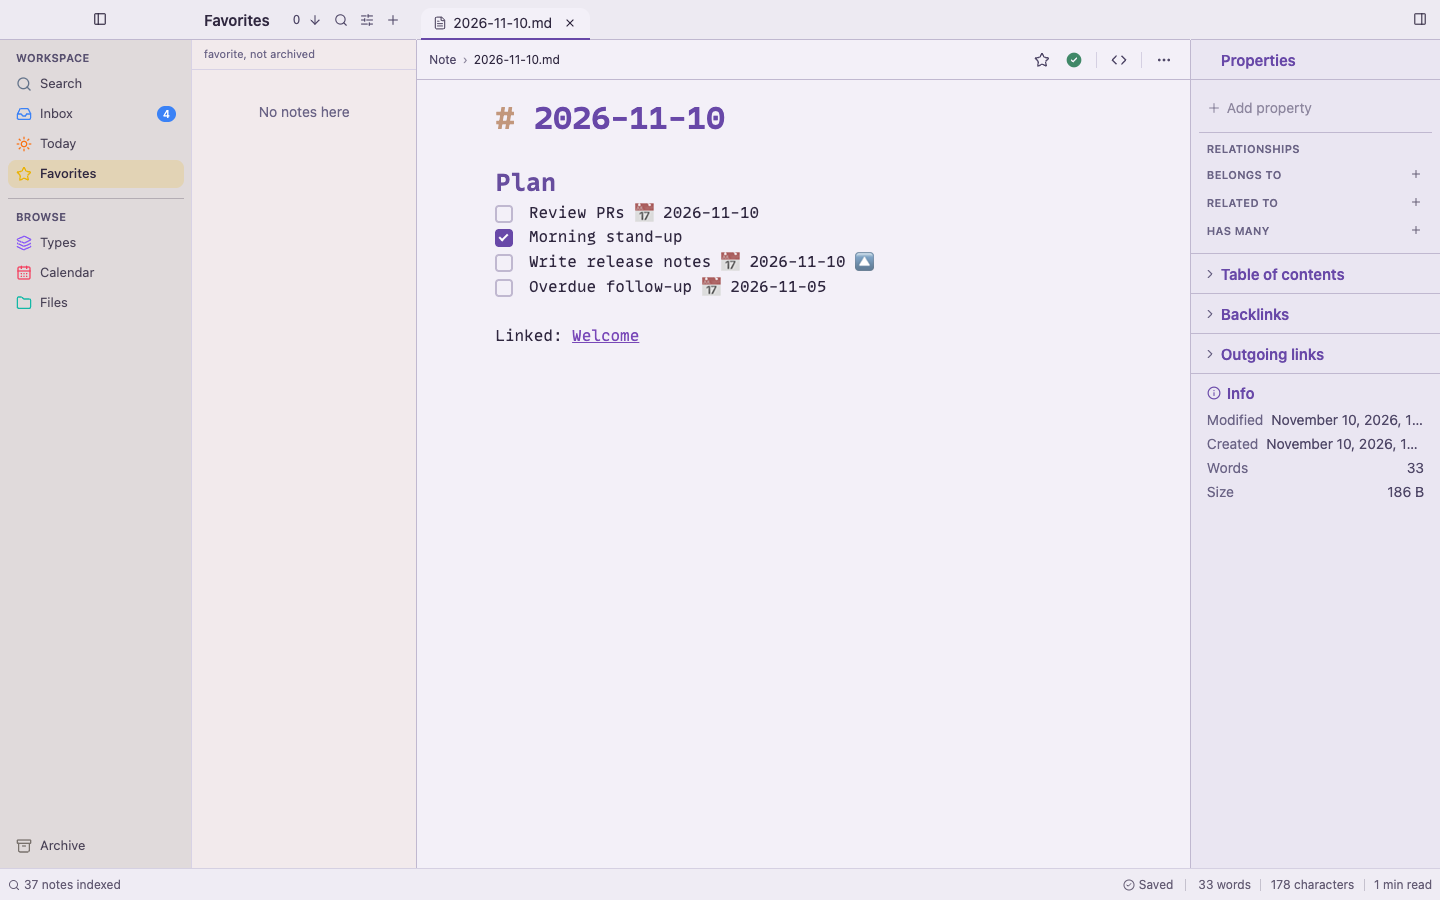 Favorites 0
2026-11-10.md
WORKSPACE
Search
Inbox 4
Today
Favorites
BROWSE
Types
Calendar
Files
Archive
favorite, not archived
No notes here
Note › 2026-11-10.md
# 2026-11-10
Plan
Review PRs 📅 2026-11-10
Morning stand-up
Write release notes 📅 2026-11-10 🔼
Overdue follow-up 📅 2026-11-05
Linked: Welcome
Properties
Add property
RELATIONSHIPS
BELONGS TO
RELATED TO
HAS MANY
Table of contents
Backlinks
Outgoing links
Info
Modified November 10, 2026, 1...
Created November 10, 2026, 1...
Words 33
Size 186 B
37 notes indexed
Saved 33 words 178 characters 1 min read